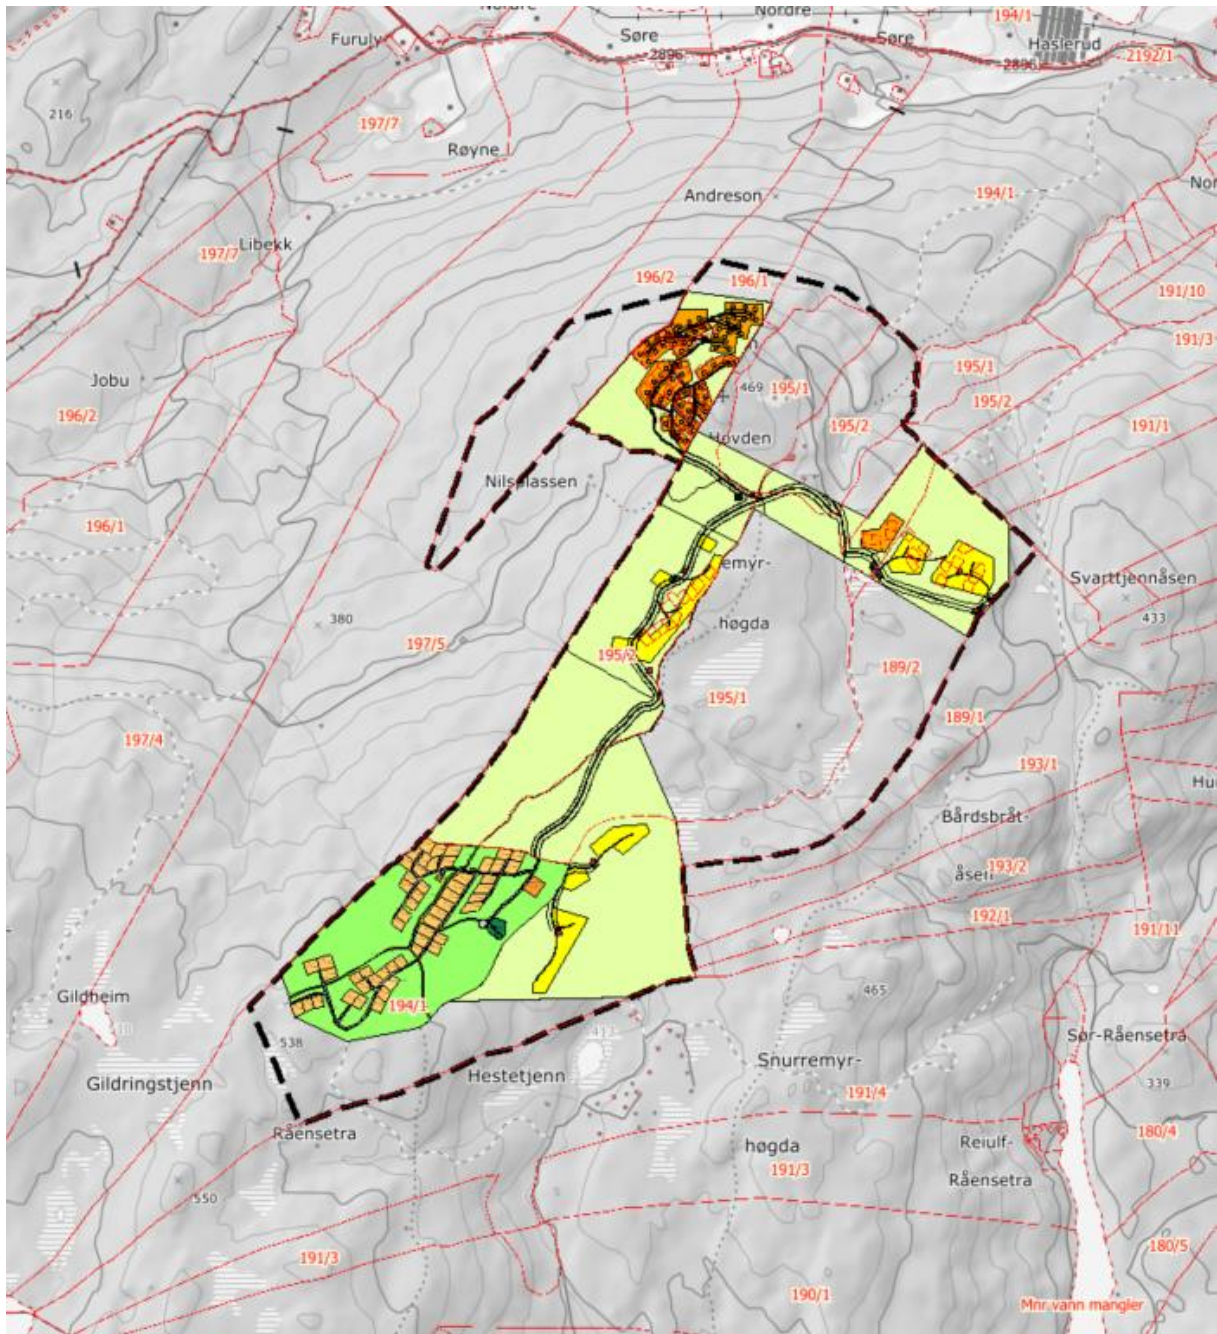 Nordre
Nordre
194/1
Furuly
Søre
Søre
Haslerud
2896
2896
2192/1
216
197/7
Røyne
Andreson
194/1
Libekk
197/7
196/2
196/1
191/10
191/3
Jobu
469
195/1
195/1
196/2
195/2
195/2
191/1
Hovden
Nilsplassen
196/1
emyr-
Svarttjennåsen
380
høgda
433
197/5
195/2
189/2
195/1
197/4
189/1
193/1
Bårdsbråt-
193/2
åsen
192/1
191/11
Gildheim
465
194/1
Sør-Råensetra
538
Snurremyr-
Gildringstjenn
Hestetjenn
339
191/4
Råensetra
180/4
høgda
Reiulf-
191/3
Råensetra
550
191/3
180/5
190/1
Mnr vann mangler